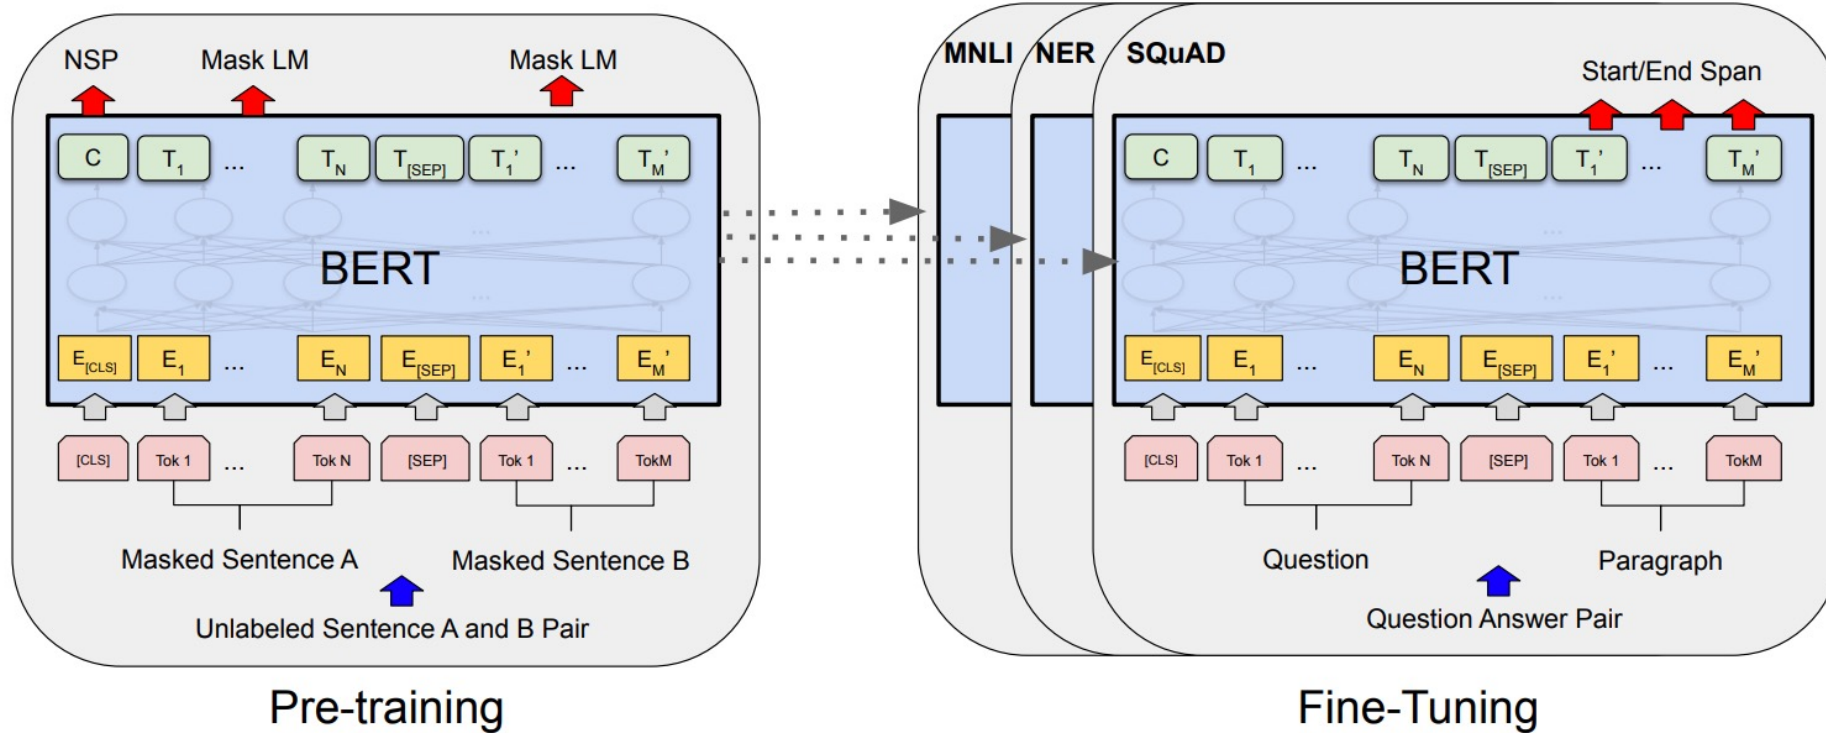 NSP Mask LM Mask LM
C T1 ... TN T[SEP] T1’ ... TM’
...
BERT
...
E[CLS] E1 ... EN E[SEP] E1’ ... EM’
[CLS] Tok 1 ... Tok N [SEP] Tok 1 ... TokM
Masked Sentence A Masked Sentence B
Unlabeled Sentence A and B Pair
Pre-training
MNLI NER SQuAD
Start/End Span
C T1 ... TN T[SEP] T1’ ... TM’
...
BERT
...
E[CLS] E1 ... EN E[SEP] E1’ ... EM’
[CLS] Tok 1 ... Tok N [SEP] Tok 1 ... TokM
Question Paragraph
Question Answer Pair
Fine-Tuning